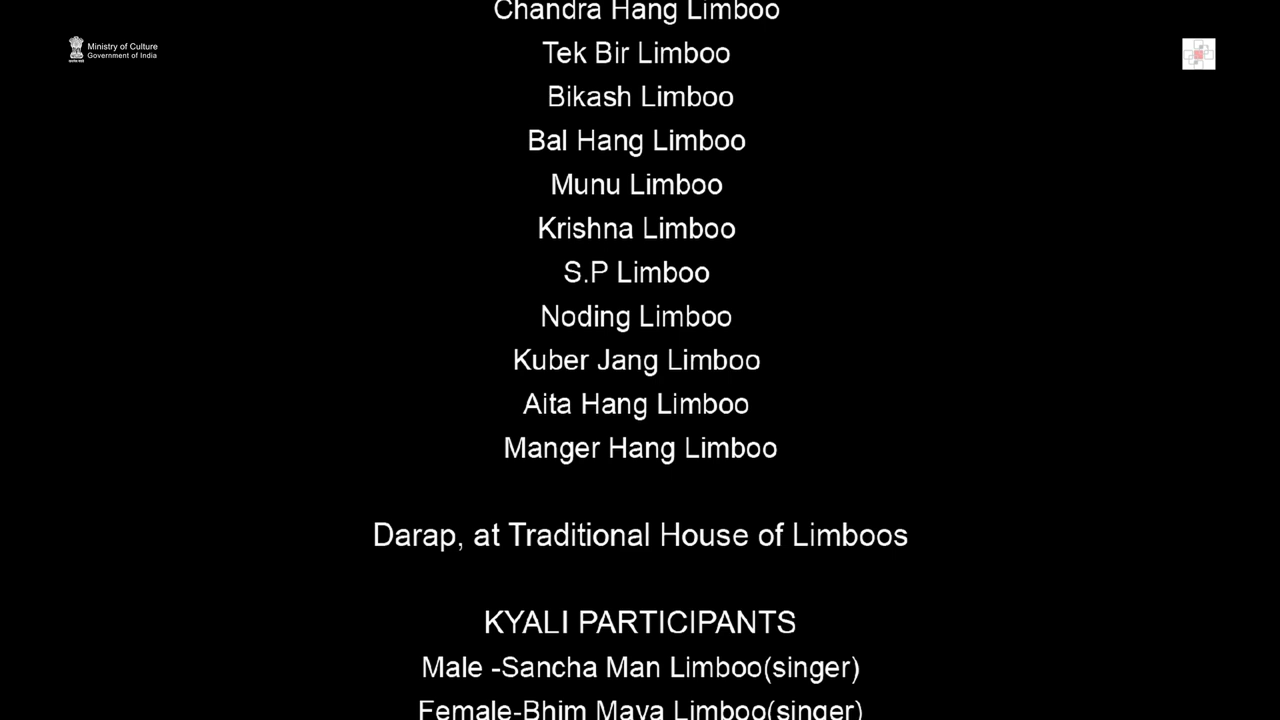 Chandra Hang Limboo
Ministry of Culture
Government of India
Tek Bir Limboo
Bikash Limboo
Bal Hang Limboo
Munu Limboo
Krishna Limboo
S.P Limboo
Noding Limboo
Kuber Jang Limboo
Aita Hang Limboo
Manger Hang Limboo
Darap, at Traditional House of Limboos
KYALI PARTICIPANTS
Male -Sancha Man Limboo(singer)
Female-Bhim Maya Limboo(singer)